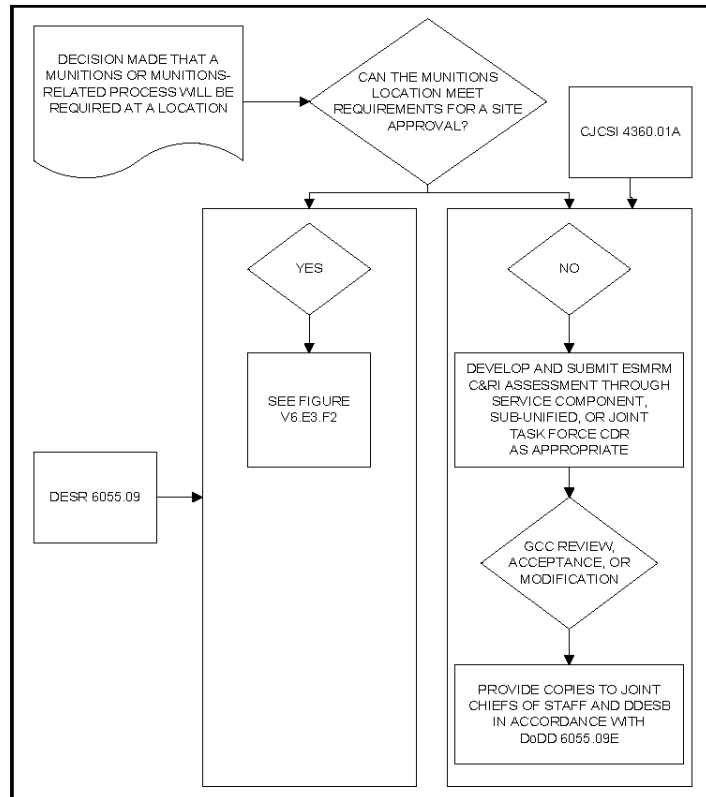 DECISION MADE THAT A
MUNITIONS OR MUNITIONS-
RELATED PROCESS WILL BE
REQUIRED AT A LOCATION
CAN THE MUNITIONS
LOCATION MEET
REQUIREMENTS FOR A SITE
APPROVAL?
CJCSI 4360.01A
YES
NO
SEE FIGURE
V6.E3.F2
DEVELOP AND SUBMIT ESMRM
C&RI ASSESSMENT THROUGH
SERVICE COMPONENT,
SUB-UNIFIED, OR JOINT
TASK FORCE CDR
AS APPROPRIATE
DESR 6055.09
GCC REVIEW,
ACCEPTANCE, OR
MODIFICATION
PROVIDE COPIES TO JOINT
CHIEFS OF STAFF AND DDESB
IN ACCORDANCE WITH
DoDD 6055.09E